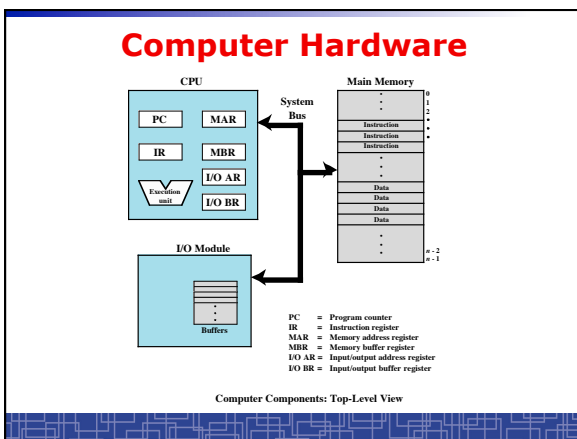 Computer Hardware
CPU
Main Memory
System
Bus
PC
MAR
IR
MBR
I/O AR
Execution
unit
I/O BR
0
1
2
Instruction
Instruction
Instruction
Data
Data
Data
Data
n - 2
n - 1
I/O Module
Buffers
PC = Program counter
IR = Instruction register
MAR = Memory address register
MBR = Memory buffer register
I/O AR = Input/output address register
I/O BR = Input/output buffer register
Computer Components: Top-Level View